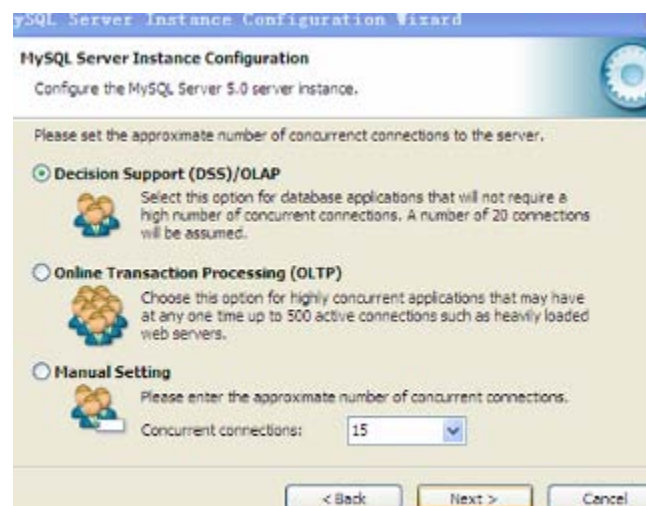 ySQL Server Instance Configuration Wizard
MySQL Server Instance Configuration
Configure the MySQL Server 5.0 server instance.
Please set the approximate number of concurrenct connections to the server.
Decision Support (DSS)/OLAP
Select this option for database applications that will not require a
high number of concurrent connections. A number of 20 connections
will be assumed.
Online Transaction Processing (OLTP)
Choose this option for highly concurrent applications that may have
at any one time up to 500 active connections such as heavily loaded
web servers.
Manual Setting
Please enter the approximate number of concurrent connections.
Concurrent connections: 15
< Back Next > Cancel